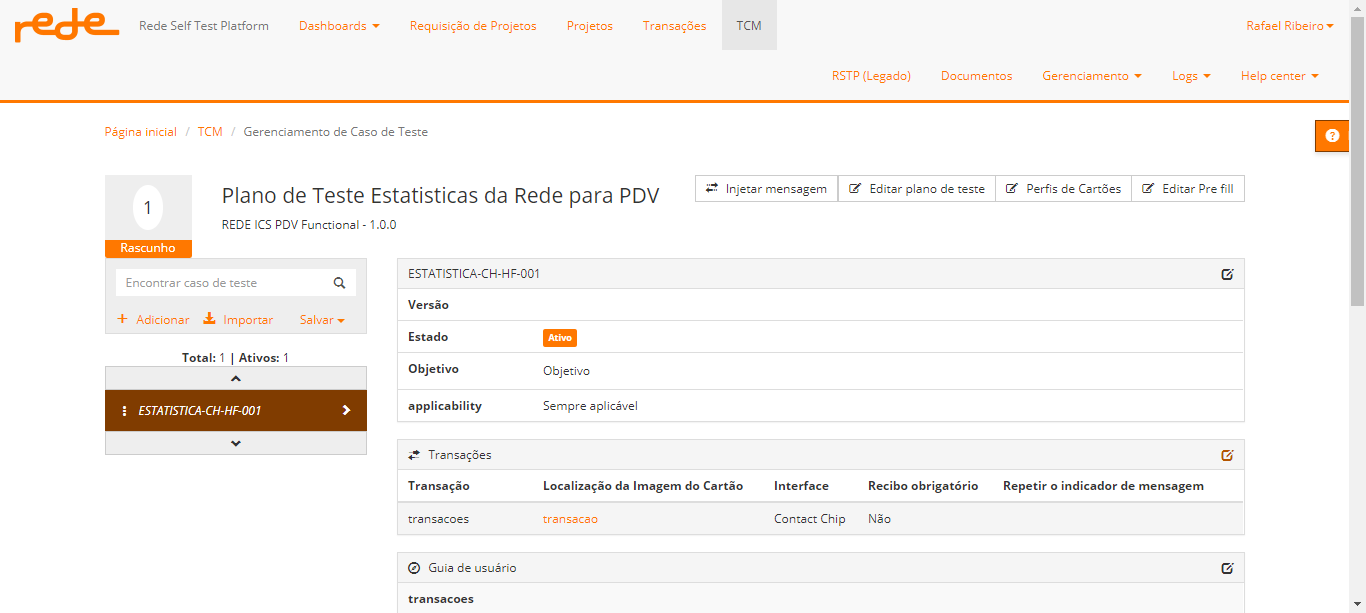 rede Rede Self Test Platform Dashboards Requisição de Projetos Projetos Transações TCM Rafael Ribeiro
RSTP (Legado) Documentos Gerenciamento Logs Help center
Página inicial / TCM / Gerenciamento de Caso de Teste
?
1
Rascunho
Plano de Teste Estatisticas da Rede para PDV
REDE ICS PDV Functional - 1.0.0
Injetar mensagem Editar plano de teste Perfis de Cartões Editar Pre fill
Encontrar caso de teste
+ Adicionar Importar Salvar
Total: 1 | Ativos: 1
ESTATISTICA-CH-HF-001
ESTATISTICA-CH-HF-001
Versão
Estado Ativo
Objetivo Objetivo
applicability Sempre aplicável
Transações
Transação Localização da Imagem do Cartão Interface Recibo obrigatório Repetir o indicador de mensagem
transacoes transacao Contact Chip Não
Guia de usuário
transacoes